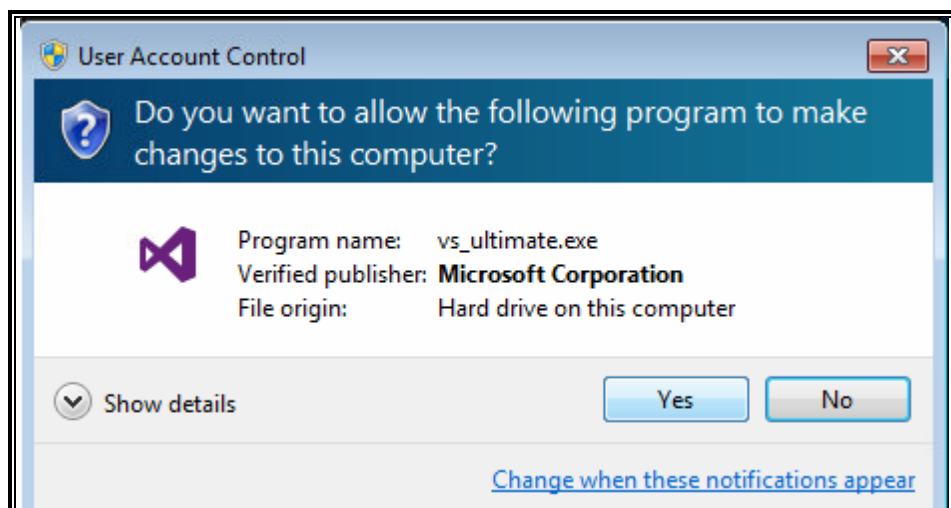 User Account Control
Do you want to allow the following program to make
changes to this computer?
Program name: vs_ultimate.exe
Verified publisher: Microsoft Corporation
File origin: Hard drive on this computer
Show details
Yes
No
Change when these notifications appear